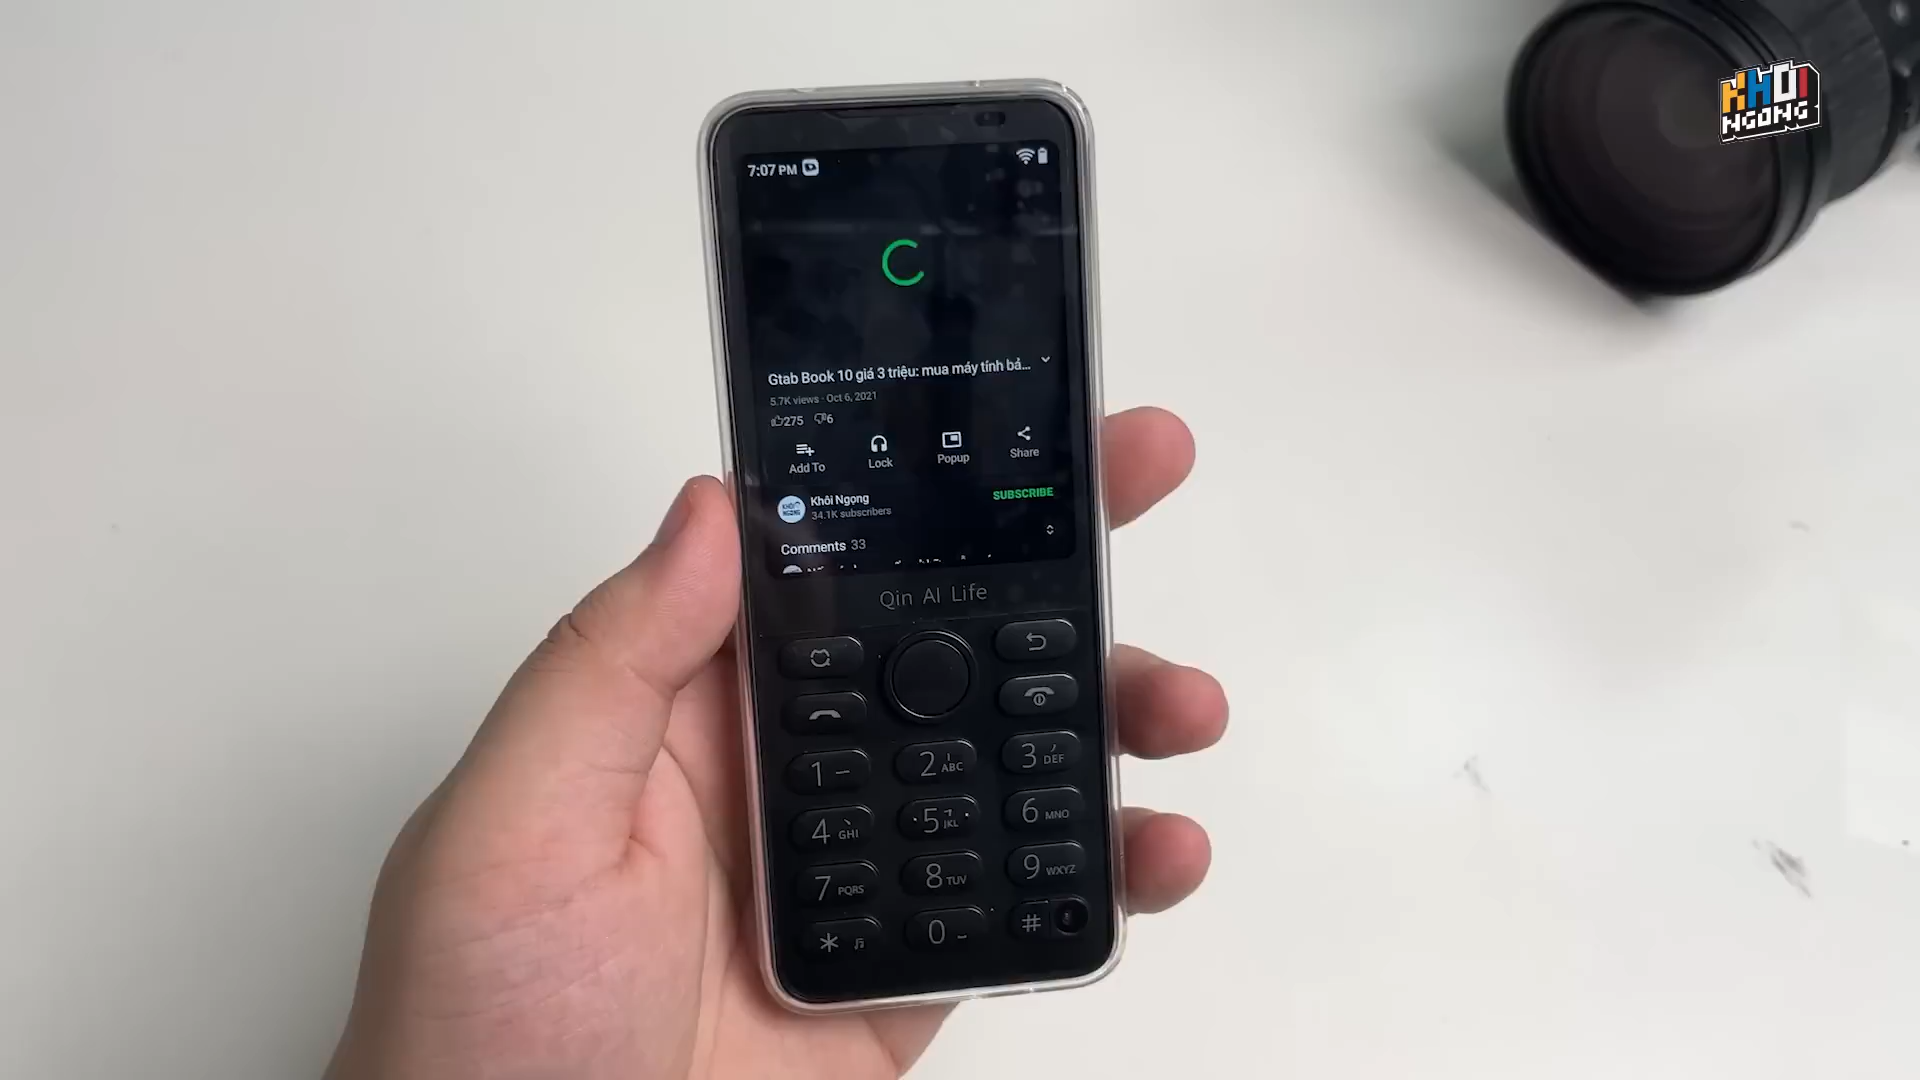 KHOI
NGONG
7:07 PM
Gtab Book 10 giá 3 triệu: mua máy tính bả...
5.7K views · Oct 6, 2021
275 6
Add To Lock Popup Share
Khôi Ngọng
34.1K subscribers
SUBSCRIBE
Comments 33
Qin AI Life
1 2 ABC 3 DEF
4 GHI 5 JKL 6 MNO
7 PQRS 8 TUV 9 WXYZ
* 0 #